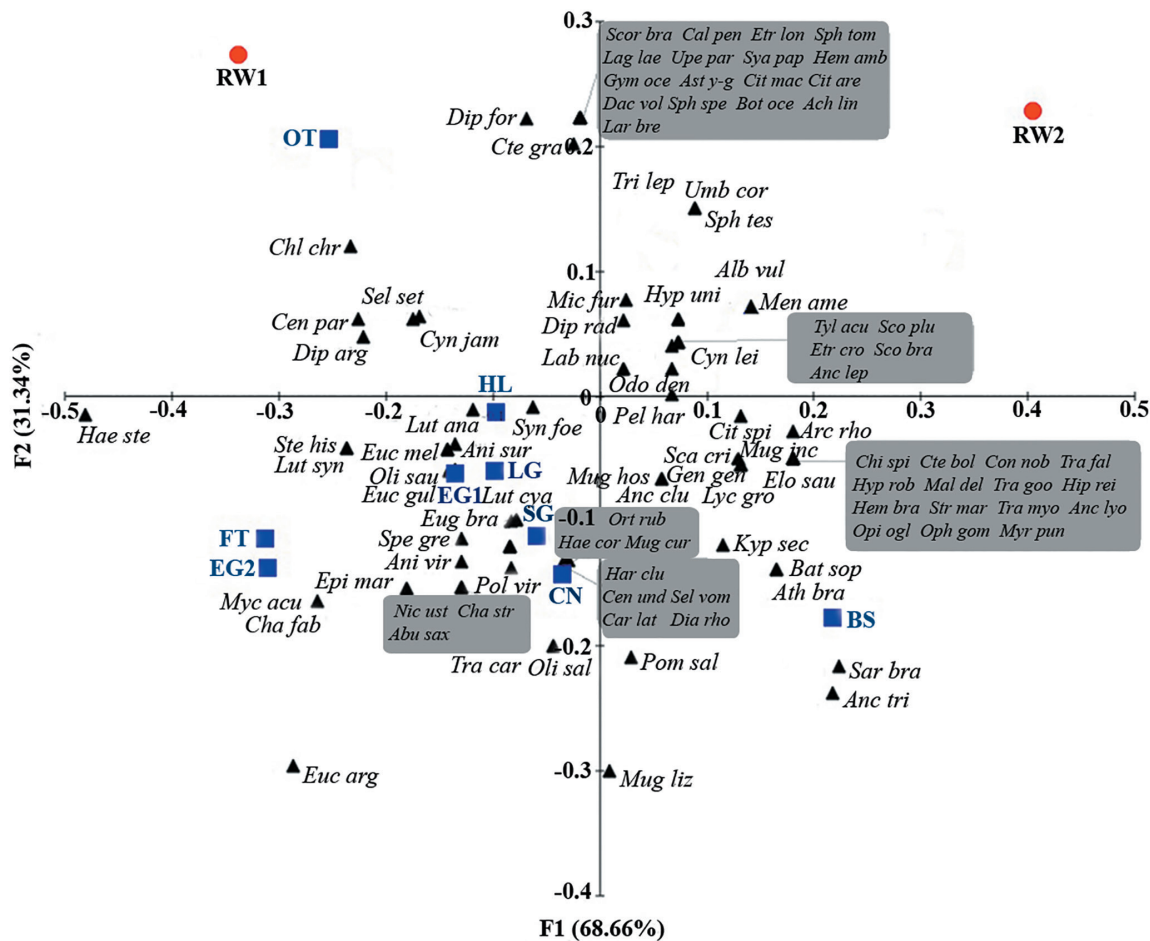 0.3
Scor bra Cal pen Etr lon Sph tom
Lag lae Upe par Sya pap Hem amb
Gym oce Ast y-g Cit mac Cit are
Dac vol Sph spe Bot oce Ach lin
Lar bre
RW1
RW2
Dip for
OT
Cte gra
0.2
Tri lep
Umb cor
Sph tes
Chl chr
0.1
Alb vul
Sel set
Mic fur
Hyp uni
Men ame
Cen par
Dip rad
Cyn jam
Dip arg
Tyl acu Sco plu
Etr cro Sco bra
Anc lep
Lab nuc
Cyn lei
HL
Odo den
-0.5
-0.4
-0.3
-0.2
-0.1
0
0
0.1
0.2
0.3
0.4
0.5
F2 (31.34%)
Hae ste
Lut ana
Syn foe
Pel har
Cit spi
Arc rho
Ste his
Lut syn
Euc mel
Ani sur
Sca cri
Mug inc
Oli sau
LG
Mug hos
Gen gen
Elo sau
Euc gul
EG1
Lut cya
Anc clu
Lyc gro
Chi spi Cte bol Con nob Tra fal
Hyp rob Mal del Tra goo Hip rei
Hem bra Str mar Tra myo Anc lyo
Opi ogl Oph gom Myr pun
Eug bra
SG
-0.1
Ort rub
Hae cor Mug cur
FT
Spe gre
Kyp sec
EG2
Ani vir
Bat sop
Epi mar
Pol vir
CN
Har clu
Cen und Sel vom
Car lat Dia rho
Ath bra
Myc acu
Cha fab
Nic ust Cha str
Abu sax
BS
-0.2
Tra car
Oli sal
Pom sal
Sar bra
Anc tri
-0.3
Euc arg
Mug liz
-0.4
F1 (68.66%)